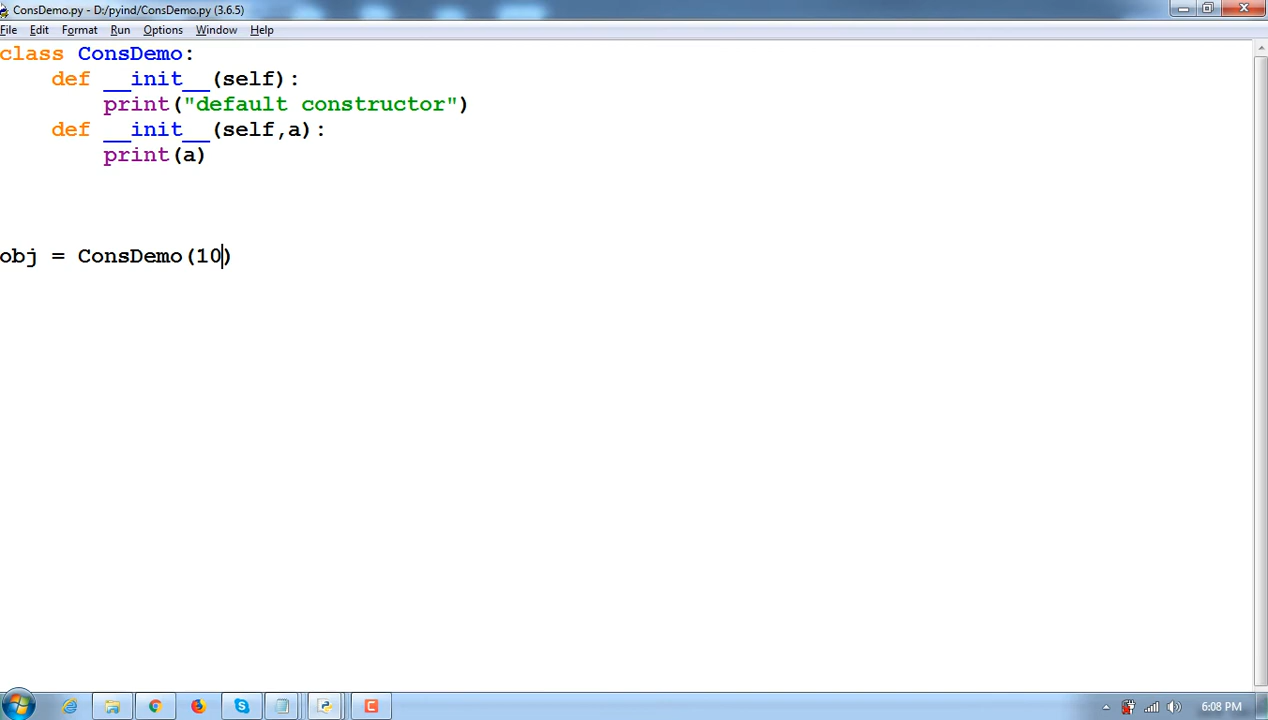 ConsDemo.py - D:/pyind/ConsDemo.py (3.6.5)
File Edit Format Run Options Window Help
class ConsDemo:
    def __init__(self):
        print("default constructor")
    def __init__(self,a):
        print(a)
obj = ConsDemo(10)
6:08 PM